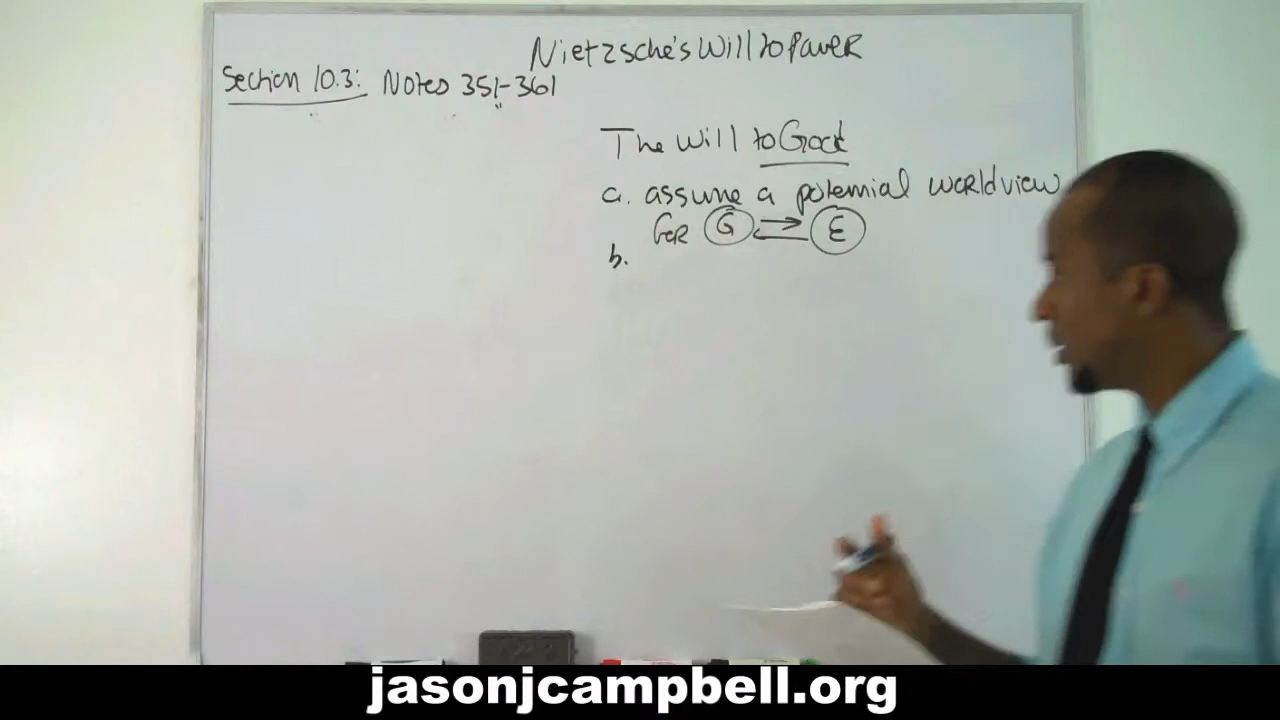 Nietzsche's Will to Power
Section 10.3: Notes 351-361
The Will to Good
a. assume a potential worldview
for G ⇄ E
b.
jasonjcampbell.org